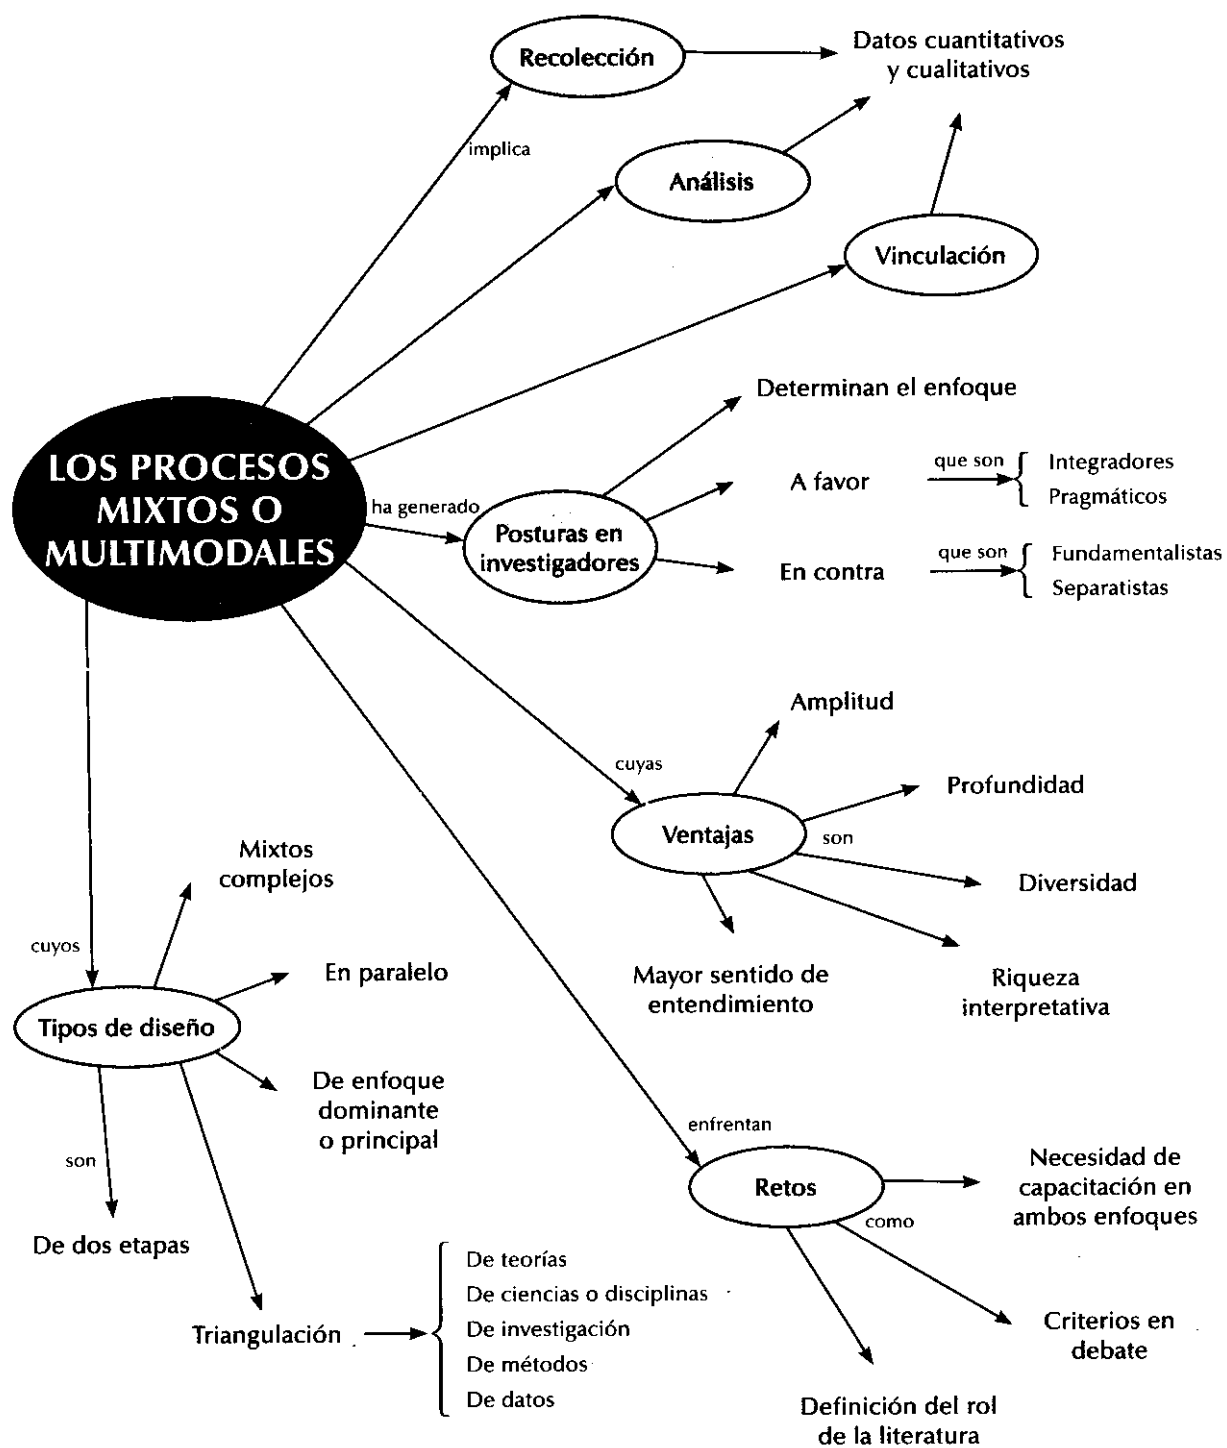 Recolección
Datos cuantitativos
y cualitativos
implica
Análisis
Vinculación
LOS PROCESOS
MIXTOS O
MULTIMODALES
ha generado
Posturas en
investigadores
Determinan el enfoque
A favor
que son
Integradores
Pragmáticos
En contra
que son
Fundamentalistas
Separatistas
cuyas
Ventajas
son
Amplitud
Profundidad
Diversidad
Riqueza
interpretativa
Mayor sentido de
entendimiento
cuyos
Tipos de diseño
son
Mixtos
complejos
En paralelo
De enfoque
dominante
o principal
De dos etapas
Triangulación
De teorías
De ciencias o disciplinas
De investigación
De métodos
De datos
enfrentan
Retos
como
Necesidad de
capacitación en
ambos enfoques
Criterios en
debate
Definición del rol
de la literatura